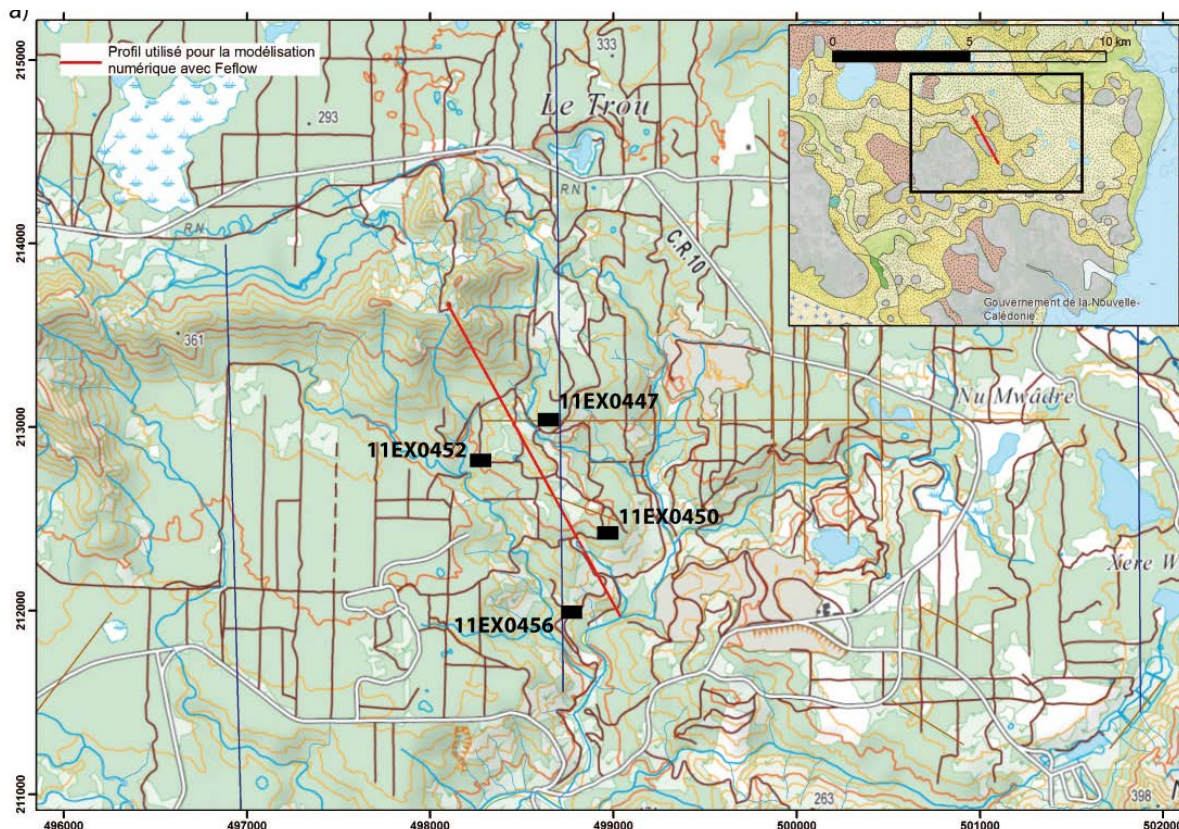 a)
Profil utilisé pour la modélisation
numérique avec Feflow
333
0 5 10 km
Le Trou
293
R.N.
R.N.
C.R.10
Gouvernement de la Nouvelle-
Calédonie
361
Nu Mwâdre
11EX0447
11EX0452
11EX0450
Xere W
11EX0456
263
398
215000
214000
213000
212000
211000
496000 497000 498000 499000 500000 501000 502000